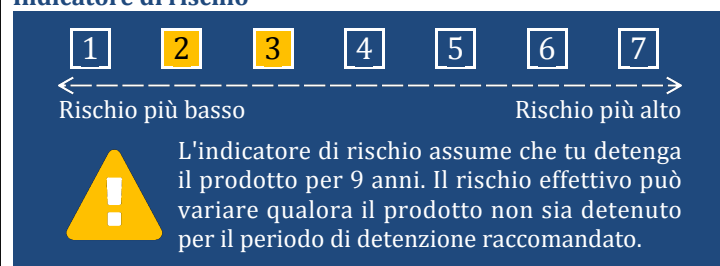 Indicatore di rischio
1 2 3 4 5 6 7
Rischio più basso Rischio più alto
L'indicatore di rischio assume che tu detenga
il prodotto per 9 anni. Il rischio effettivo può
variare qualora il prodotto non sia detenuto
per il periodo di detenzione raccomandato.